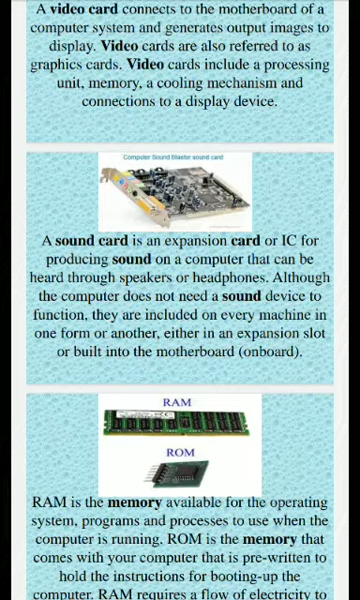 A video card connects to the motherboard of a
computer system and generates output images to
display. Video cards are also referred to as
graphics cards. Video cards include a processing
unit, memory, a cooling mechanism and
connections to a display device.
Computer Sound Blaster sound card
A sound card is an expansion card or IC for
producing sound on a computer that can be
heard through speakers or headphones. Although
the computer does not need a sound device to
function, they are included on every machine in
one form or another, either in an expansion slot
or built into the motherboard (onboard).
RAM
ROM
RAM is the memory available for the operating
system, programs and processes to use when the
computer is running. ROM is the memory that
comes with your computer that is pre-written to
hold the instructions for booting-up the
computer. RAM requires a flow of electricity to